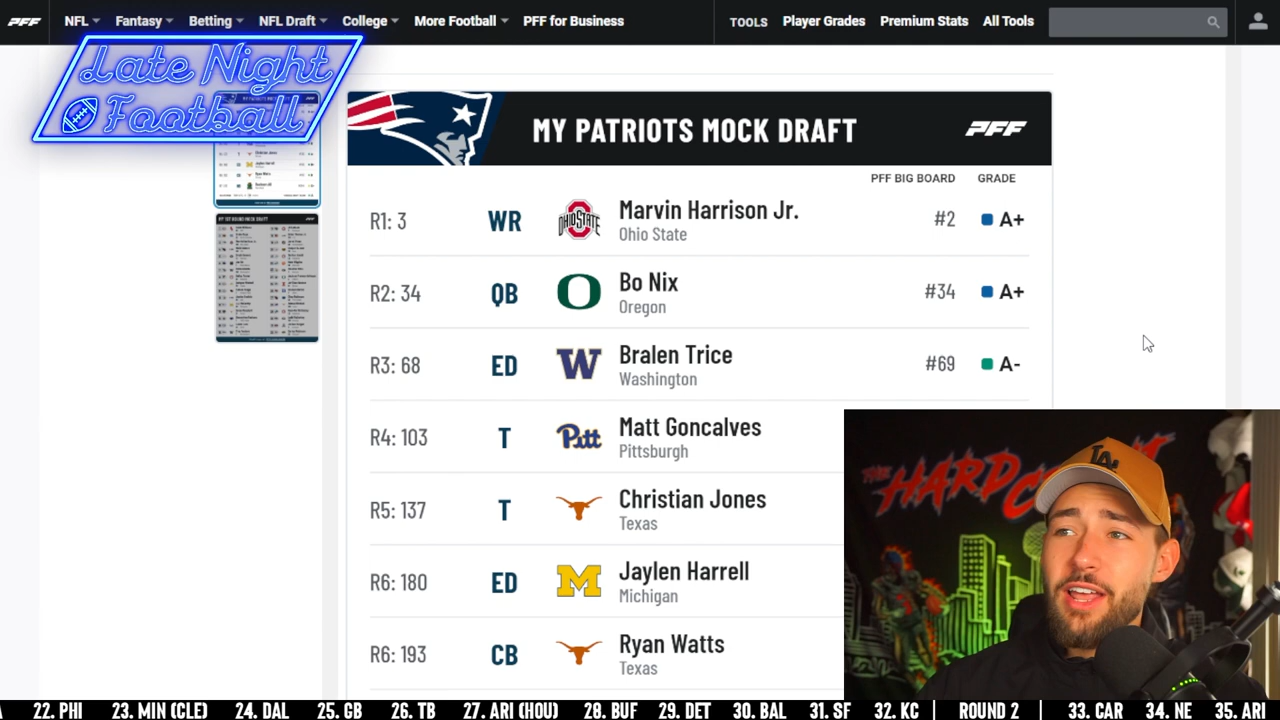 PFF NFL Fantasy Betting NFL Draft College More Football PFF for Business TOOLS Player Grades Premium Stats All Tools
Late Night
Football
MY PATRIOTS MOCK DRAFT PFF
PFF BIG BOARD GRADE
R1: 3 WR OHIO STATE Marvin Harrison Jr. #2 A+
Ohio State
R2: 34 QB O Bo Nix #34 A+
Oregon
R3: 68 ED W Bralen Trice #69 A-
Washington
R4: 103 T Pitt Matt Goncalves
Pittsburgh
R5: 137 T Christian Jones
Texas
R6: 180 ED M Jaylen Harrell
Michigan
R6: 193 CB Ryan Watts
Texas
THE HARDCO
LA
22. PHI 23. MIN (CLE) 24. DAL 25. GB 26. TB 27. ARI (HOU) 28. BUF 29. DET 30. BAL 31. SF 32. KC ROUND 2 33. CAR 34. NE 35. ARI